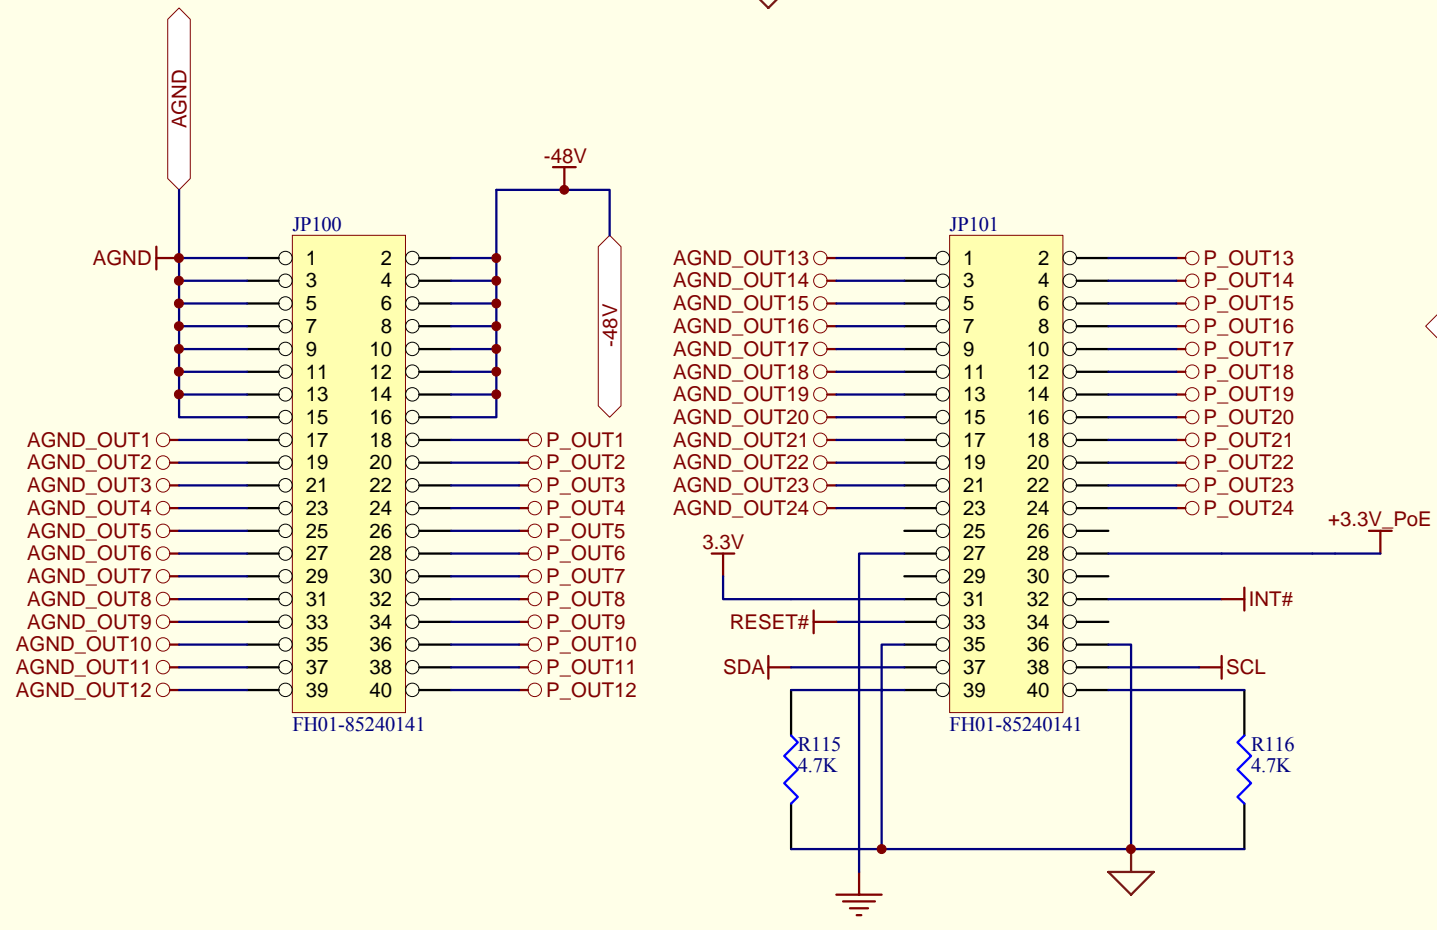 AGND
-48V
-48V
JP100
AGND 1 2
3 4
5 6
7 8
9 10
11 12
13 14
15 16
AGND_OUT1 17 18 P_OUT1
AGND_OUT2 19 20 P_OUT2
AGND_OUT3 21 22 P_OUT3
AGND_OUT4 23 24 P_OUT4
AGND_OUT5 25 26 P_OUT5
AGND_OUT6 27 28 P_OUT6
AGND_OUT7 29 30 P_OUT7
AGND_OUT8 31 32 P_OUT8
AGND_OUT9 33 34 P_OUT9
AGND_OUT10 35 36 P_OUT10
AGND_OUT11 37 38 P_OUT11
AGND_OUT12 39 40 P_OUT12
FH01-85240141
JP101
AGND_OUT13 1 2 P_OUT13
AGND_OUT14 3 4 P_OUT14
AGND_OUT15 5 6 P_OUT15
AGND_OUT16 7 8 P_OUT16
AGND_OUT17 9 10 P_OUT17
AGND_OUT18 11 12 P_OUT18
AGND_OUT19 13 14 P_OUT19
AGND_OUT20 15 16 P_OUT20
AGND_OUT21 17 18 P_OUT21
AGND_OUT22 19 20 P_OUT22
AGND_OUT23 21 22 P_OUT23
AGND_OUT24 23 24 P_OUT24
25 26
+3.3V_PoE
3.3V
27 28
29 30
31 32 INT#
RESET# 33 34
35 36
SDA 37 38 SCL
39 40
FH01-85240141
R115
4.7K
R116
4.7K